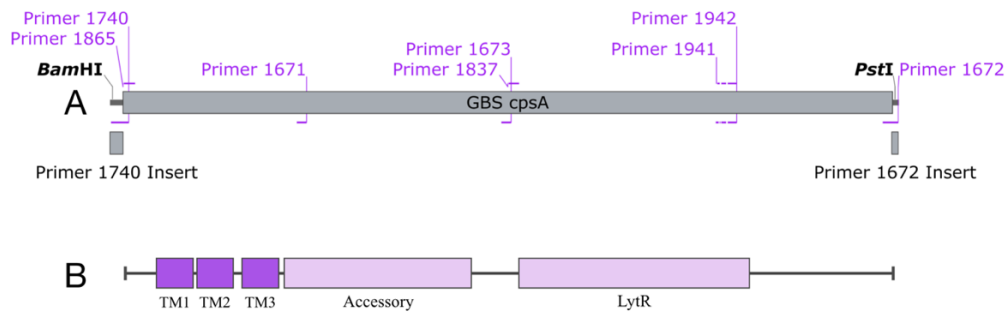 Primer 1740
Primer 1942
Primer 1865
Primer 1673
Primer 1941
BamHI
Primer 1671
Primer 1837
PstI
Primer 1672
A
GBS cpsA
Primer 1740 Insert
Primer 1672 Insert
B
TM1
TM2
TM3
Accessory
LytR